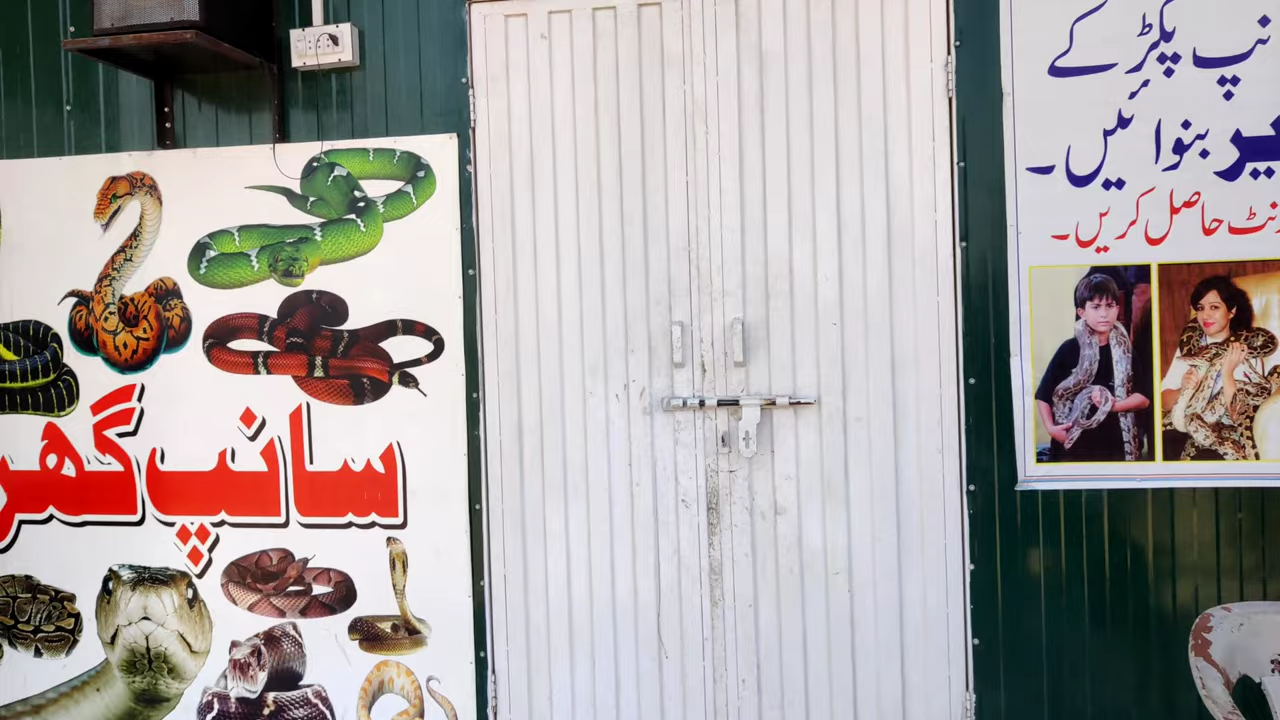 سانپ گھر
نپ پکڑ کے
یر بنوائیں۔
نٹ حاصل کریں۔